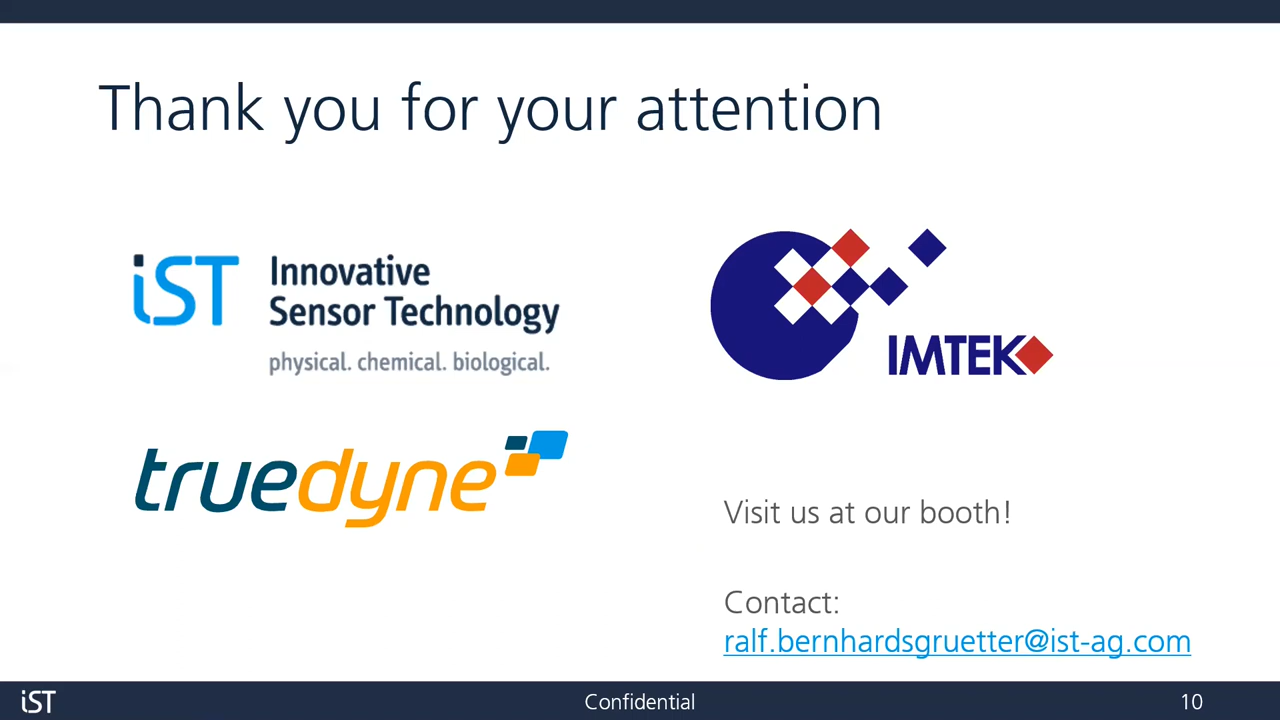 Thank you for your attention
iST
Innovative
Sensor Technology
physical. chemical. biological.
IMTEK
truedyne
Visit us at our booth!
Contact:
ralf.bernhardsgruetter@ist-ag.com
iST
Confidential
10